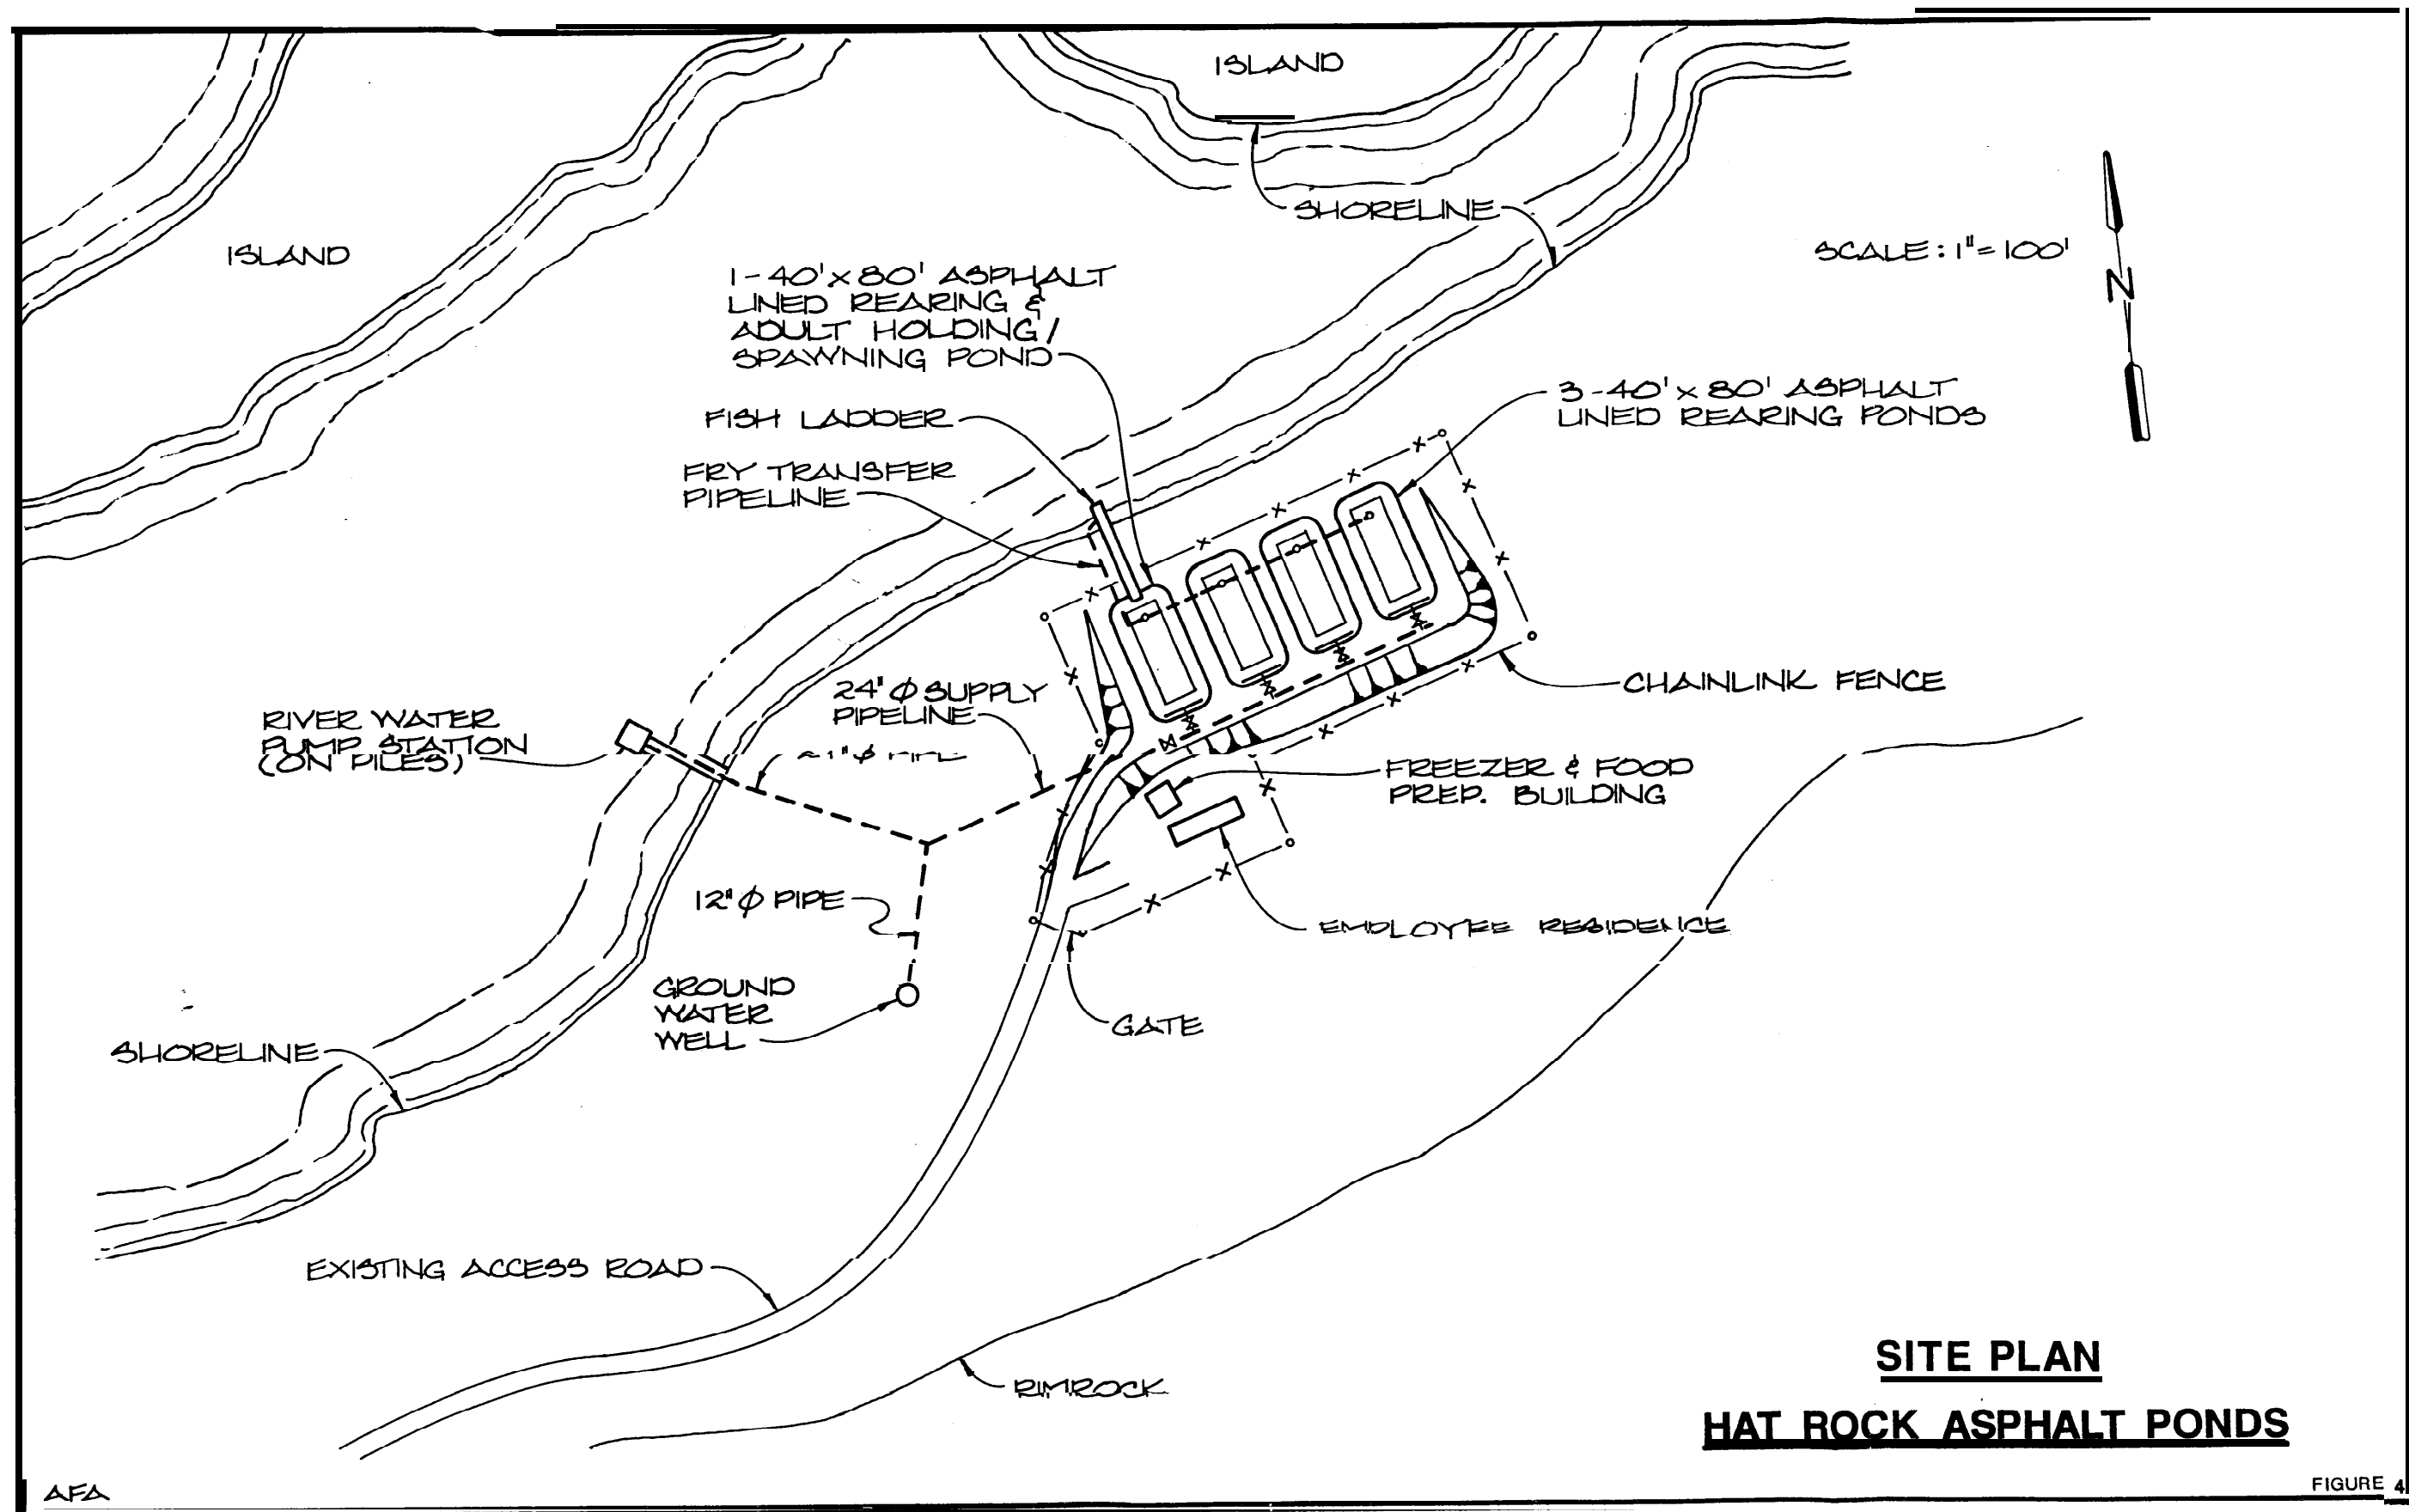 ISLAND
ISLAND
SHORELINE
SCALE: 1"=100'
N
1-40'x80' ASPHALT
LINED REARING &
ADULT HOLDING/
SPAWNING POND
3-40'x80' ASPHALT
LINED REARING PONDS
FISH LADDER
FRY TRANSFER
PIPELINE
24"Ø SUPPLY
PIPELINE
CHAINLINK FENCE
RIVER WATER
PUMP STATION
(ON PILES)
FREEZER & FOOD
PREP. BUILDING
12"Ø PIPE
EMPLOYEE RESIDENCE
GROUND
WATER
WELL
GATE
SHORELINE
EXISTING ACCESS ROAD
RIMROCK
SITE PLAN
HAT ROCK ASPHALT PONDS
AFA
FIGURE 4